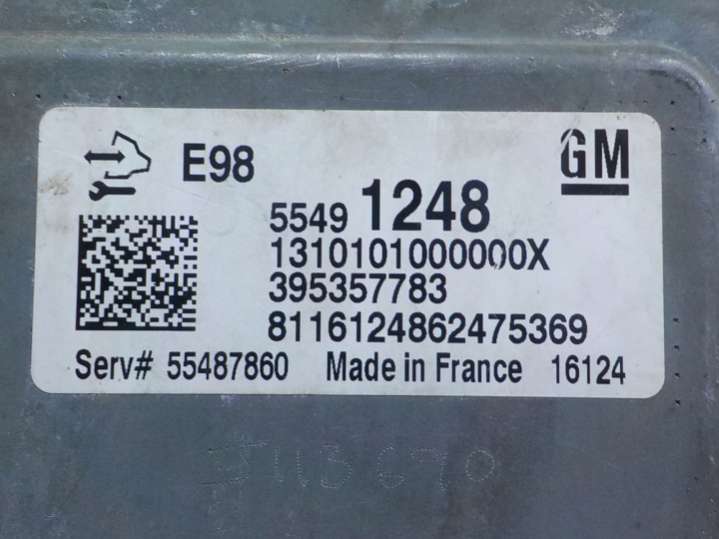 E98
GM
5549 1248
1310101000000X
395357783
8116124862475369
Serv# 55487860 Made in France 16124